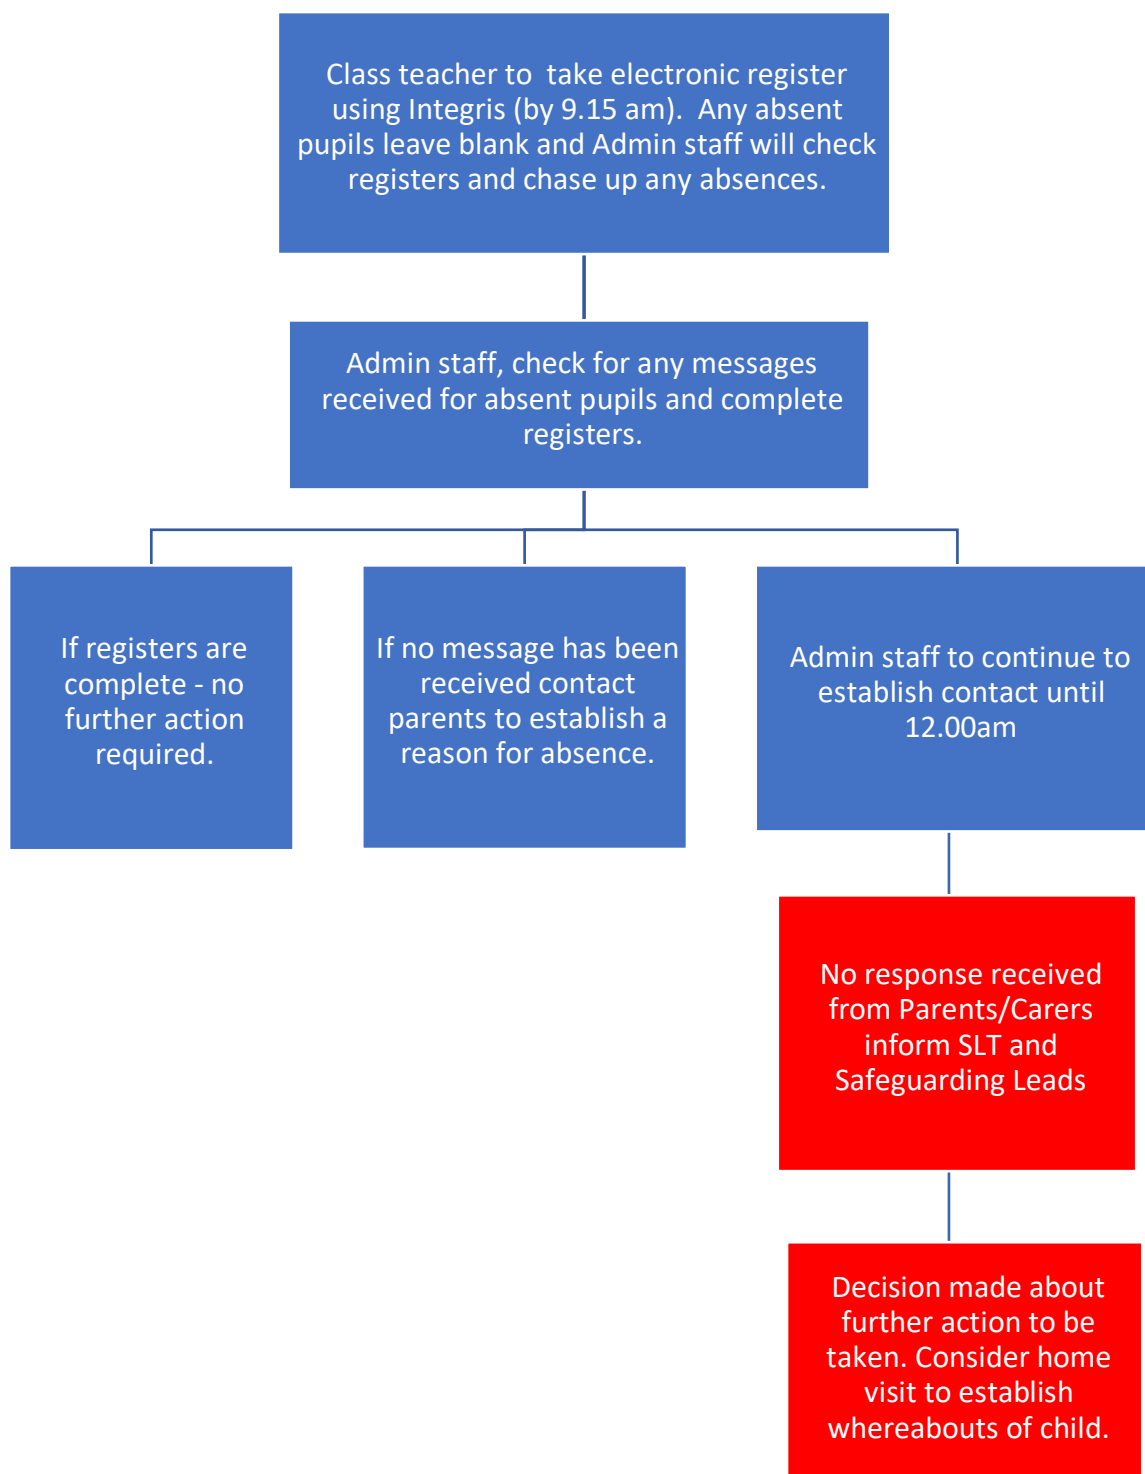 Class teacher to  take electronic register
using Integris (by 9.15 am).  Any absent
pupils leave blank and Admin staff will check
registers and chase up any absences.
Admin staff, check for any messages
received for absent pupils and complete
registers.
If registers are
complete - no
further action
required.
If no message has been
received contact
parents to establish a
reason for absence.
Admin staff to continue to
establish contact until
12.00am
No response received
from Parents/Carers
inform SLT and
Safeguarding Leads
Decision made about
further action to be
taken. Consider home
visit to establish
whereabouts of child.